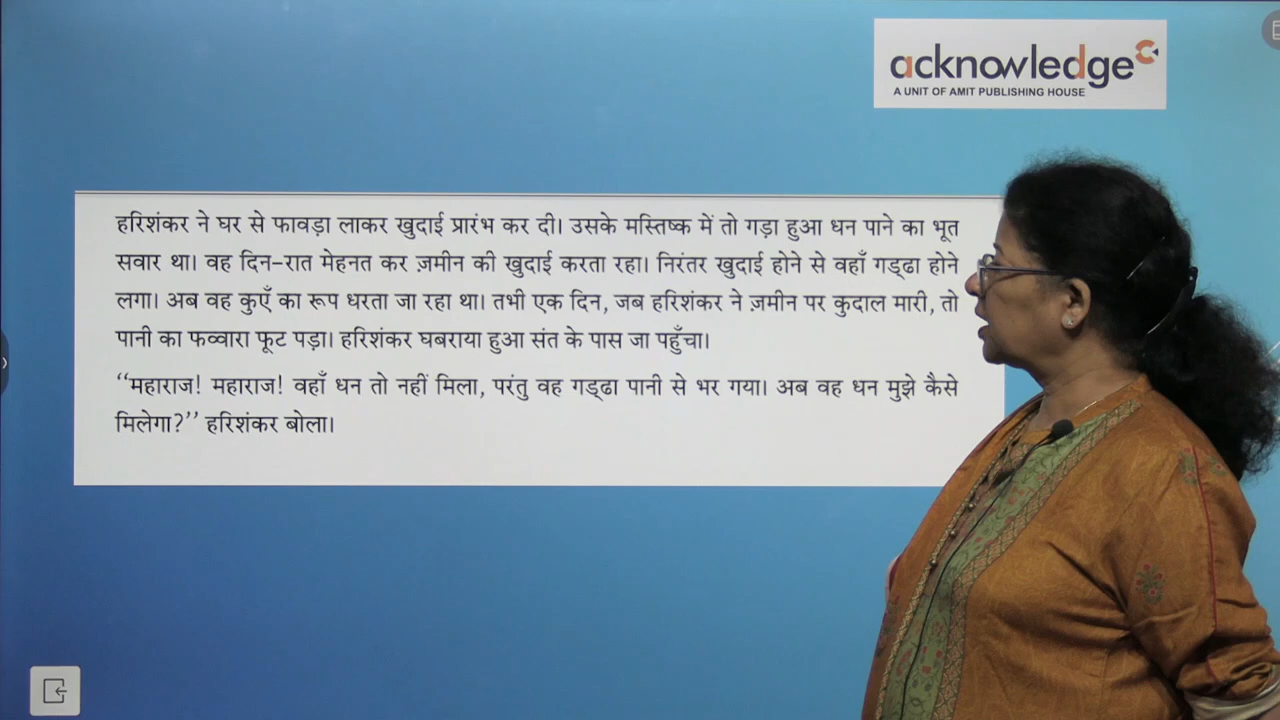 acknowledge
A UNIT OF AMIT PUBLISHING HOUSE
हरिशंकर ने घर से फावड़ा लाकर खुदाई प्रारंभ कर दी। उसके मस्तिष्क में तो गड़ा हुआ धन पाने का भूत
सवार था। वह दिन-रात मेहनत कर ज़मीन की खुदाई करता रहा। निरंतर खुदाई होने से वहाँ गड्ढा होने
लगा। अब वह कुएँ का रूप धरता जा रहा था। तभी एक दिन, जब हरिशंकर ने ज़मीन पर कुदाल मारी, तो
पानी का फव्वारा फूट पड़ा। हरिशंकर घबराया हुआ संत के पास जा पहुँचा।
“महाराज! महाराज! वहाँ धन तो नहीं मिला, परंतु वह गड्ढा पानी से भर गया। अब वह धन मुझे कैसे
मिलेगा?” हरिशंकर बोला।